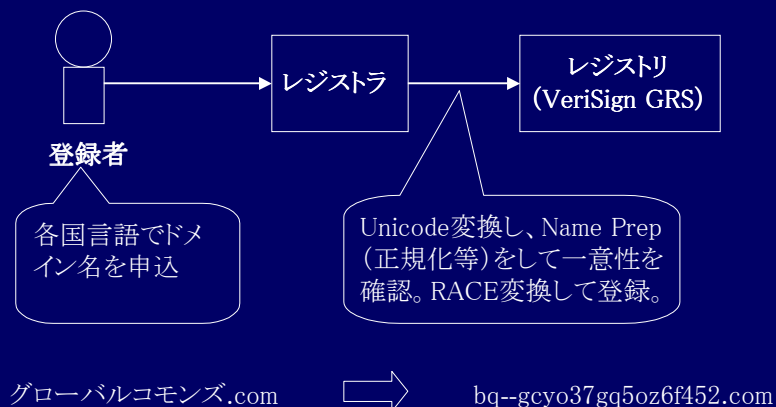 レジストラ
レジストリ
(VeriSign GRS)
登録者
各国言語でドメ
イン名を申込
Unicode変換し、Name Prep
（正規化等）をして一意性を
確認。RACE変換して登録。
グローバルコモンズ.com
bq--gcyo37gq5oz6f452.com